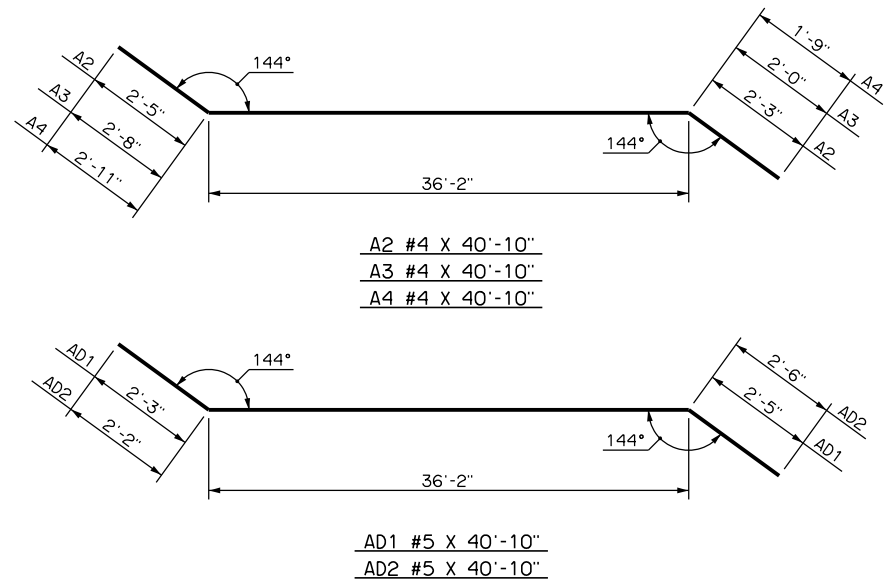 A2
A3
A4
2'-5"
2'-8"
2'-11"
144°
36'-2"
144°
1'-9"
2'-0"
2'-3"
A4
A3
A2
A2 #4 X 40'-10"
A3 #4 X 40'-10"
A4 #4 X 40'-10"
AD1
AD2
2'-3"
2'-2"
144°
36'-2"
144°
2'-6"
2'-5"
AD2
AD1
AD1 #5 X 40'-10"
AD2 #5 X 40'-10"